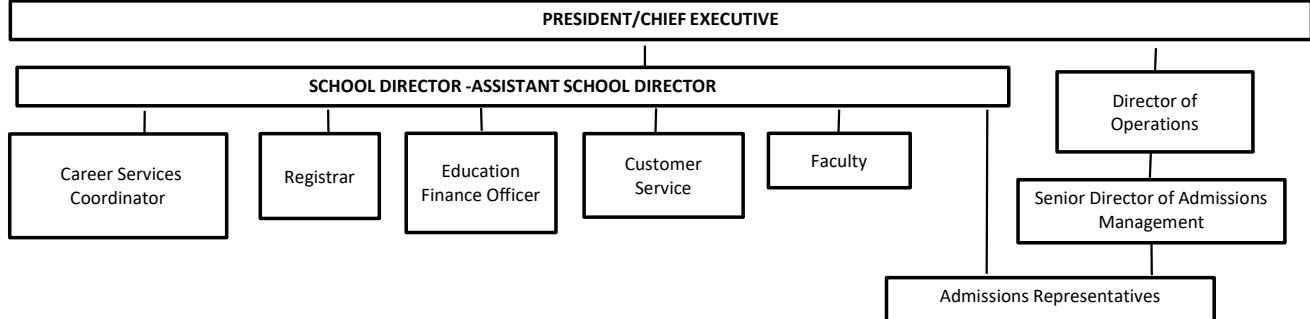 PRESIDENT/CHIEF EXECUTIVE
SCHOOL DIRECTOR -ASSISTANT SCHOOL DIRECTOR
Director of
Operations
Career Services
Coordinator
Registrar
Education
Finance Officer
Customer
Service
Faculty
Senior Director of Admissions
Management
Admissions Representatives